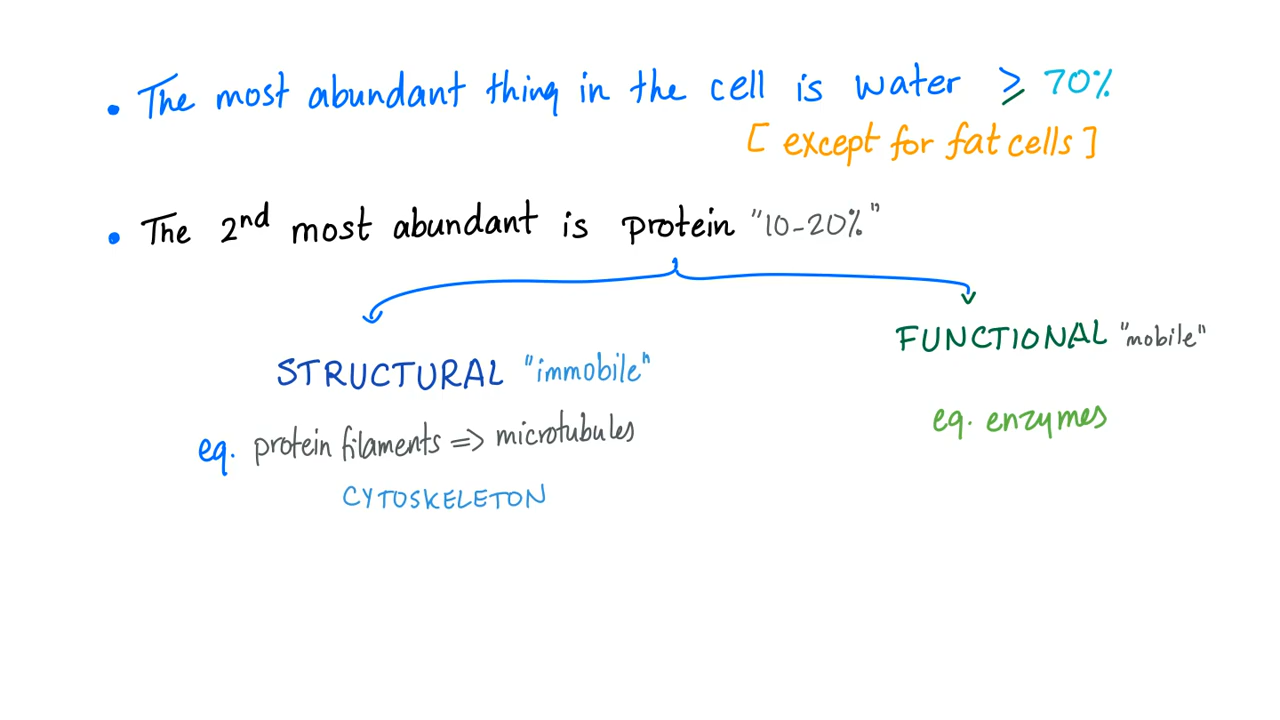 • The most abundant thing in the cell is water ≥ 70%
[ except for fat cells ]
• The 2nd most abundant is protein "10-20%"
STRUCTURAL "immobile"
eg. protein filaments => microtubules
CYTOSKELETON
FUNCTIONAL "mobile"
eg. enzymes